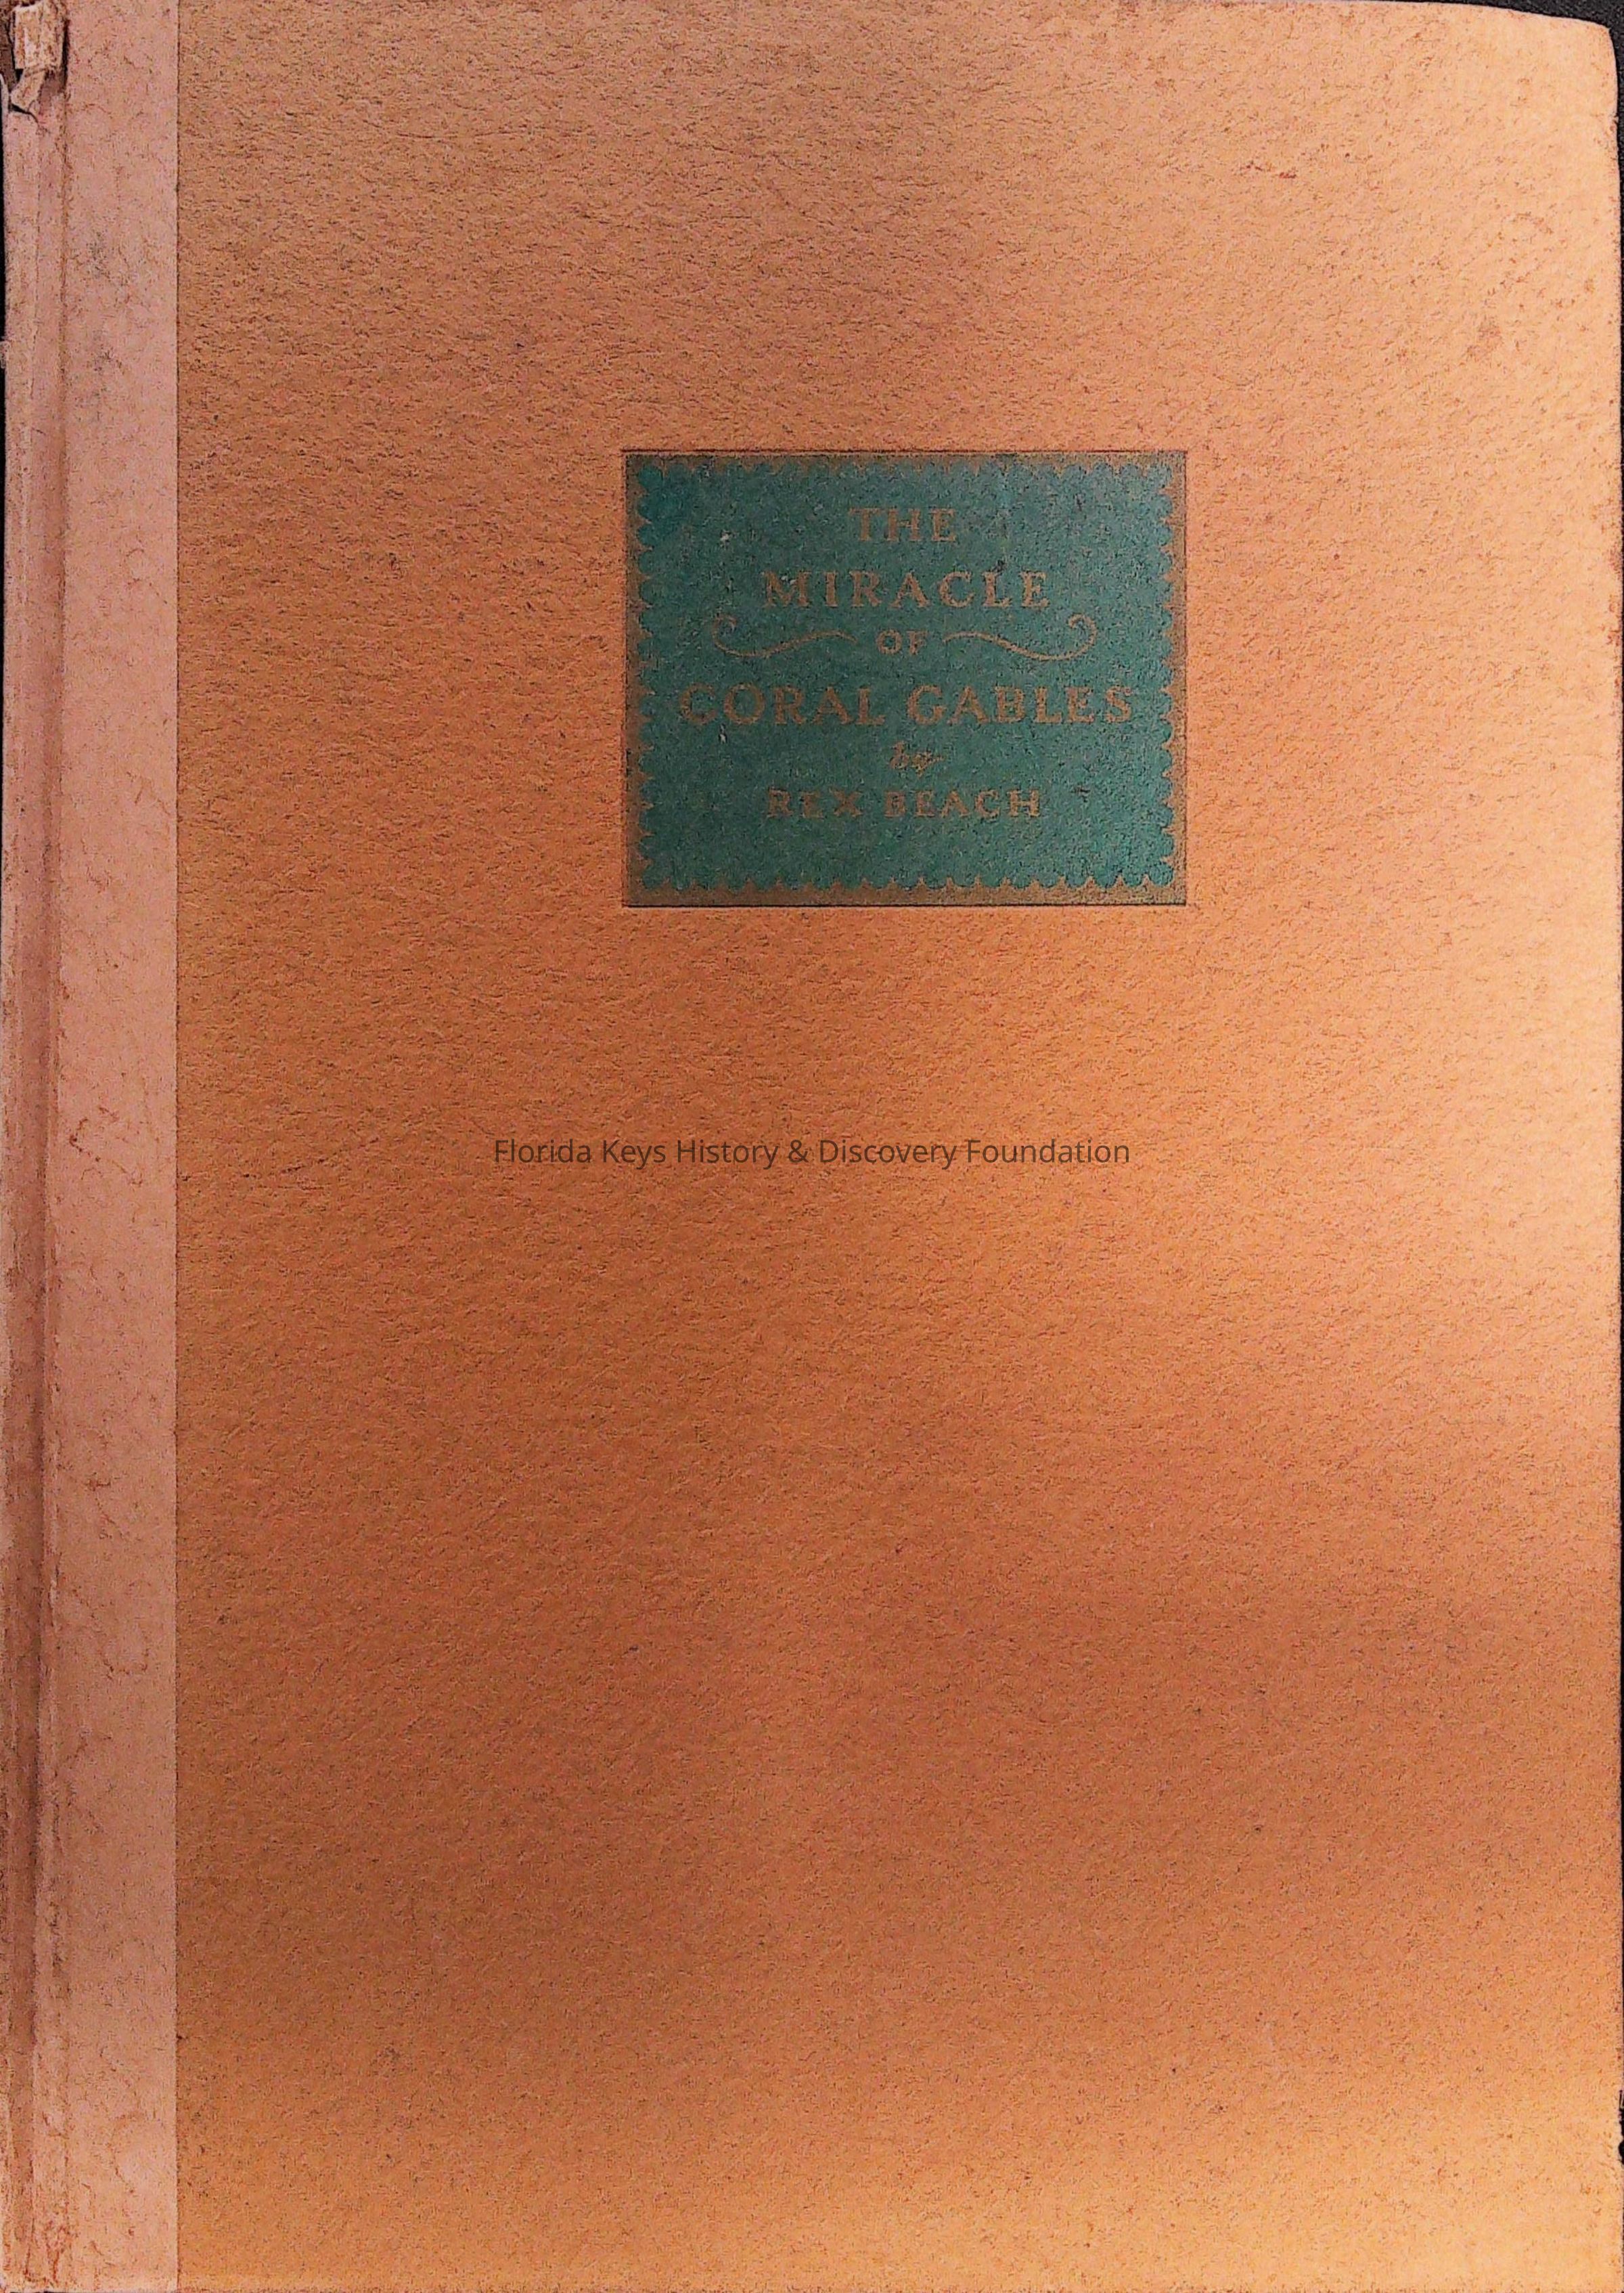 THE
MIRACLE
OF
CORAL GABLES
by
REX BEACH
Florida Keys History & Discovery Foundation